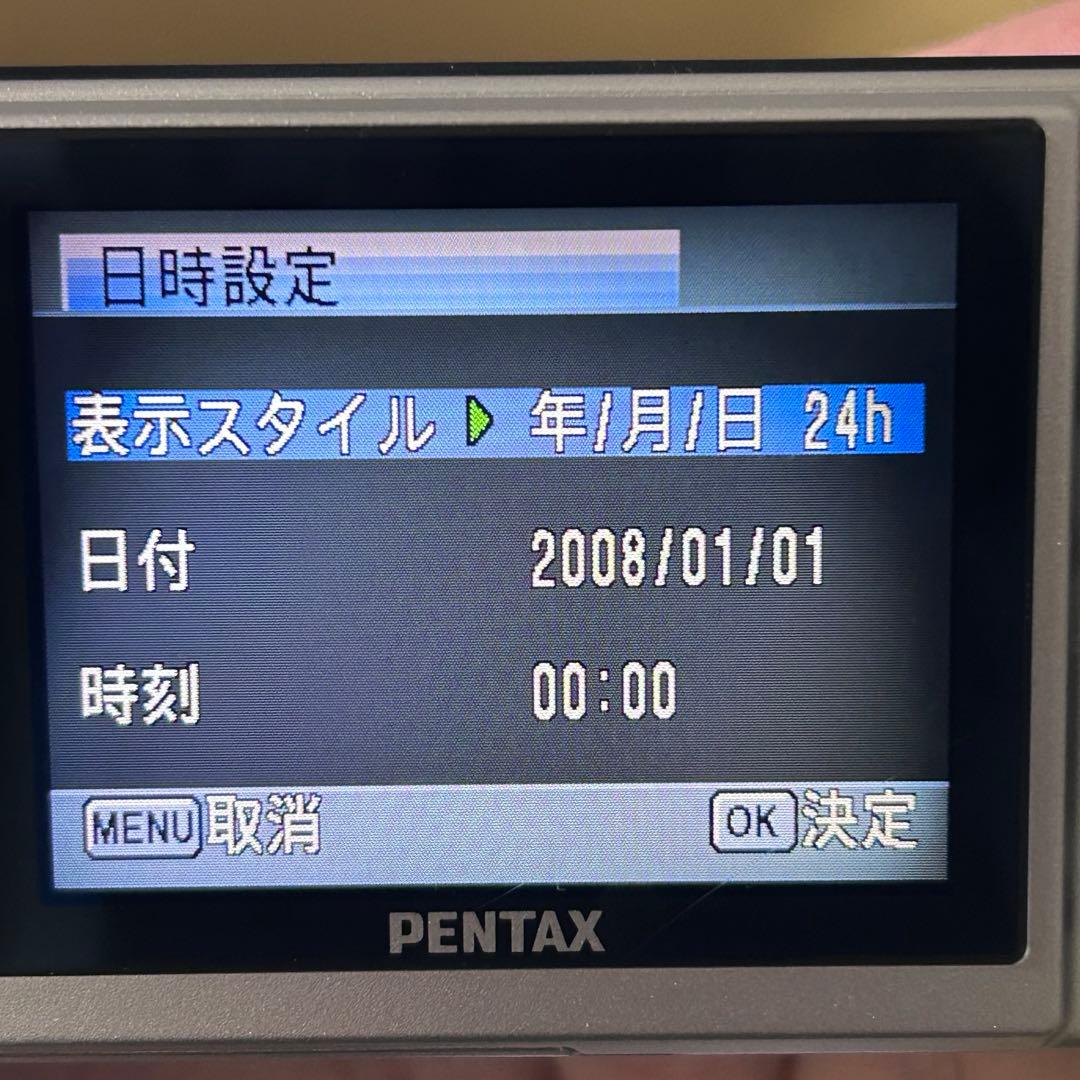 日時設定
表示スタイル 年/月/日 24h
日付 2008/01/01
時刻 00:00
MENU 取消 OK 決定
PENTAX